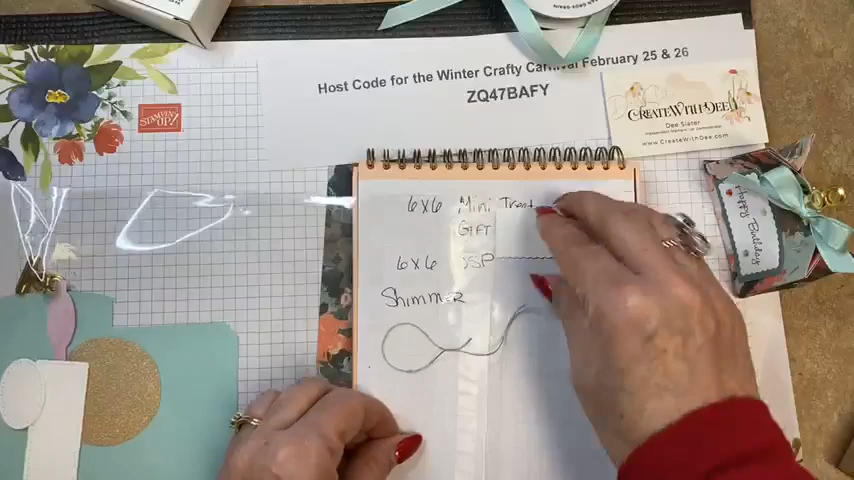 Host Code for the Winter Crafty Carnival February 25 & 26
ZQ47BAFY
STAMPIN' UP!
CREATEWITHDEE
Dee Slater
www.CreateWithDee.com
6x6 Mini Treat
GIFT
6x6 DSP
Shimmer
Happy Birthday